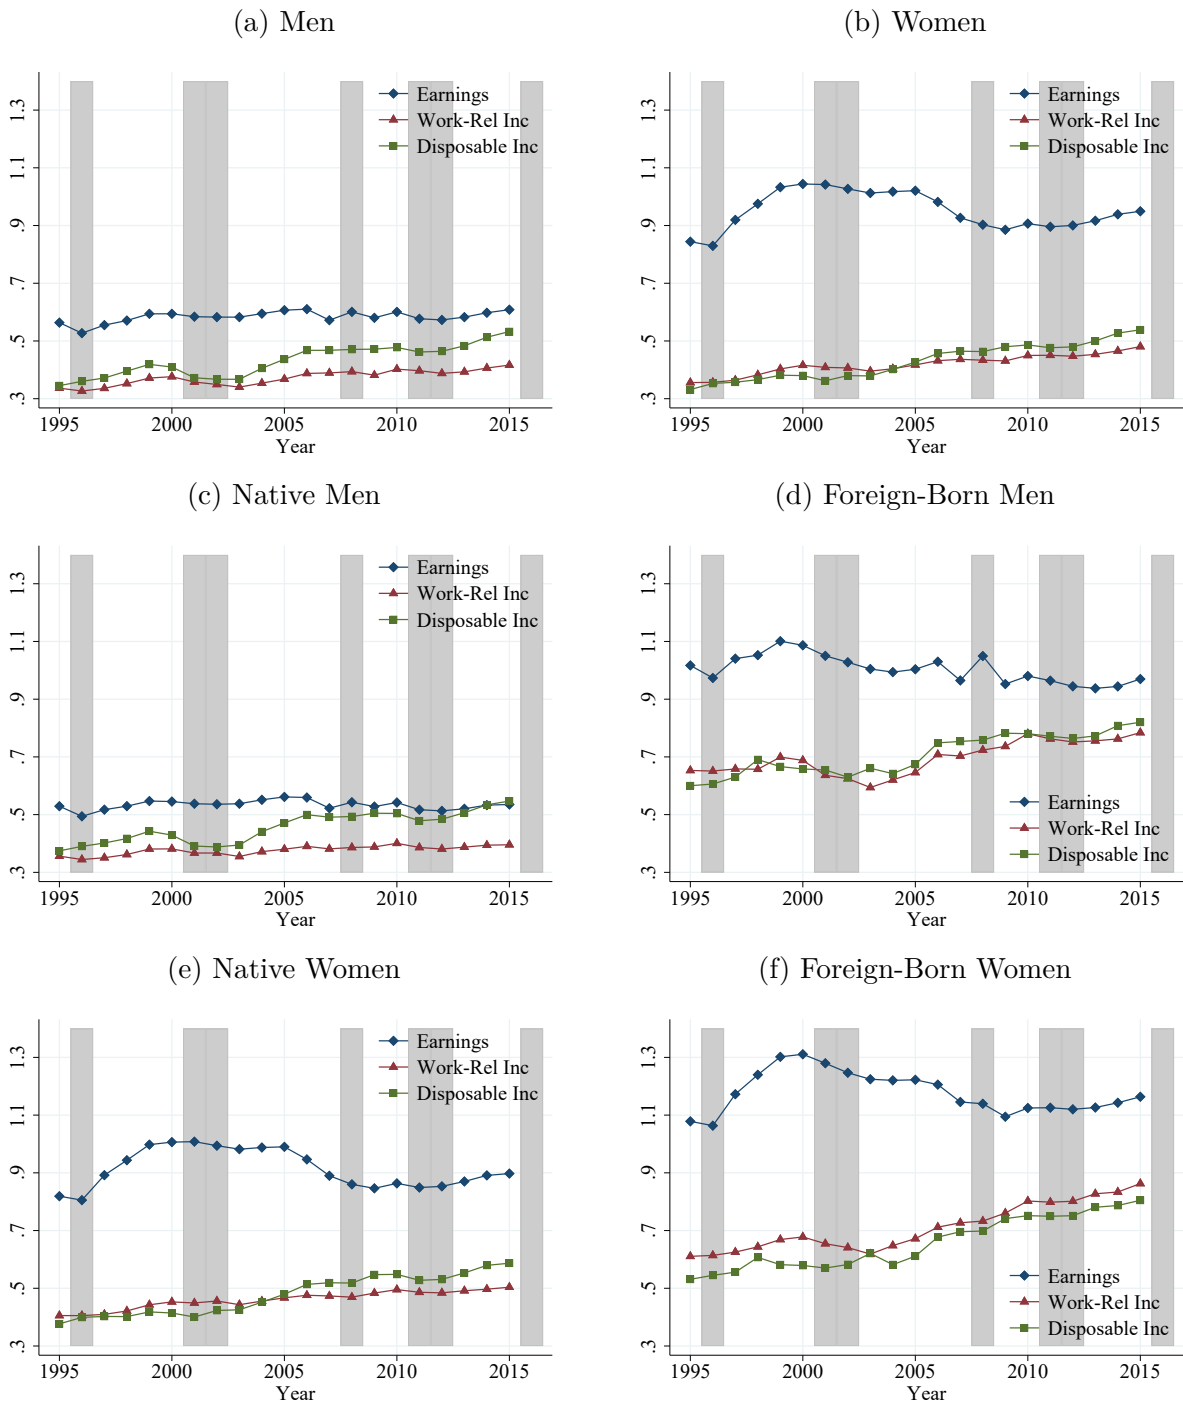 (a) Men
1.3
1.1
.9
.7
.5
.3
Earnings
Work-Rel Inc
Disposable Inc
1995 2000 2005 2010 2015
Year
(b) Women
1.3
1.1
.9
.7
.5
.3
Earnings
Work-Rel Inc
Disposable Inc
1995 2000 2005 2010 2015
Year
(c) Native Men
1.3
1.1
.9
.7
.5
.3
Earnings
Work-Rel Inc
Disposable Inc
1995 2000 2005 2010 2015
Year
(d) Foreign-Born Men
1.3
1.1
.9
.7
.5
.3
Earnings
Work-Rel Inc
Disposable Inc
1995 2000 2005 2010 2015
Year
(e) Native Women
1.3
1.1
.9
.7
.5
.3
Earnings
Work-Rel Inc
Disposable Inc
1995 2000 2005 2010 2015
Year
(f) Foreign-Born Women
1.3
1.1
.9
.7
.5
.3
Earnings
Work-Rel Inc
Disposable Inc
1995 2000 2005 2010 2015
Year